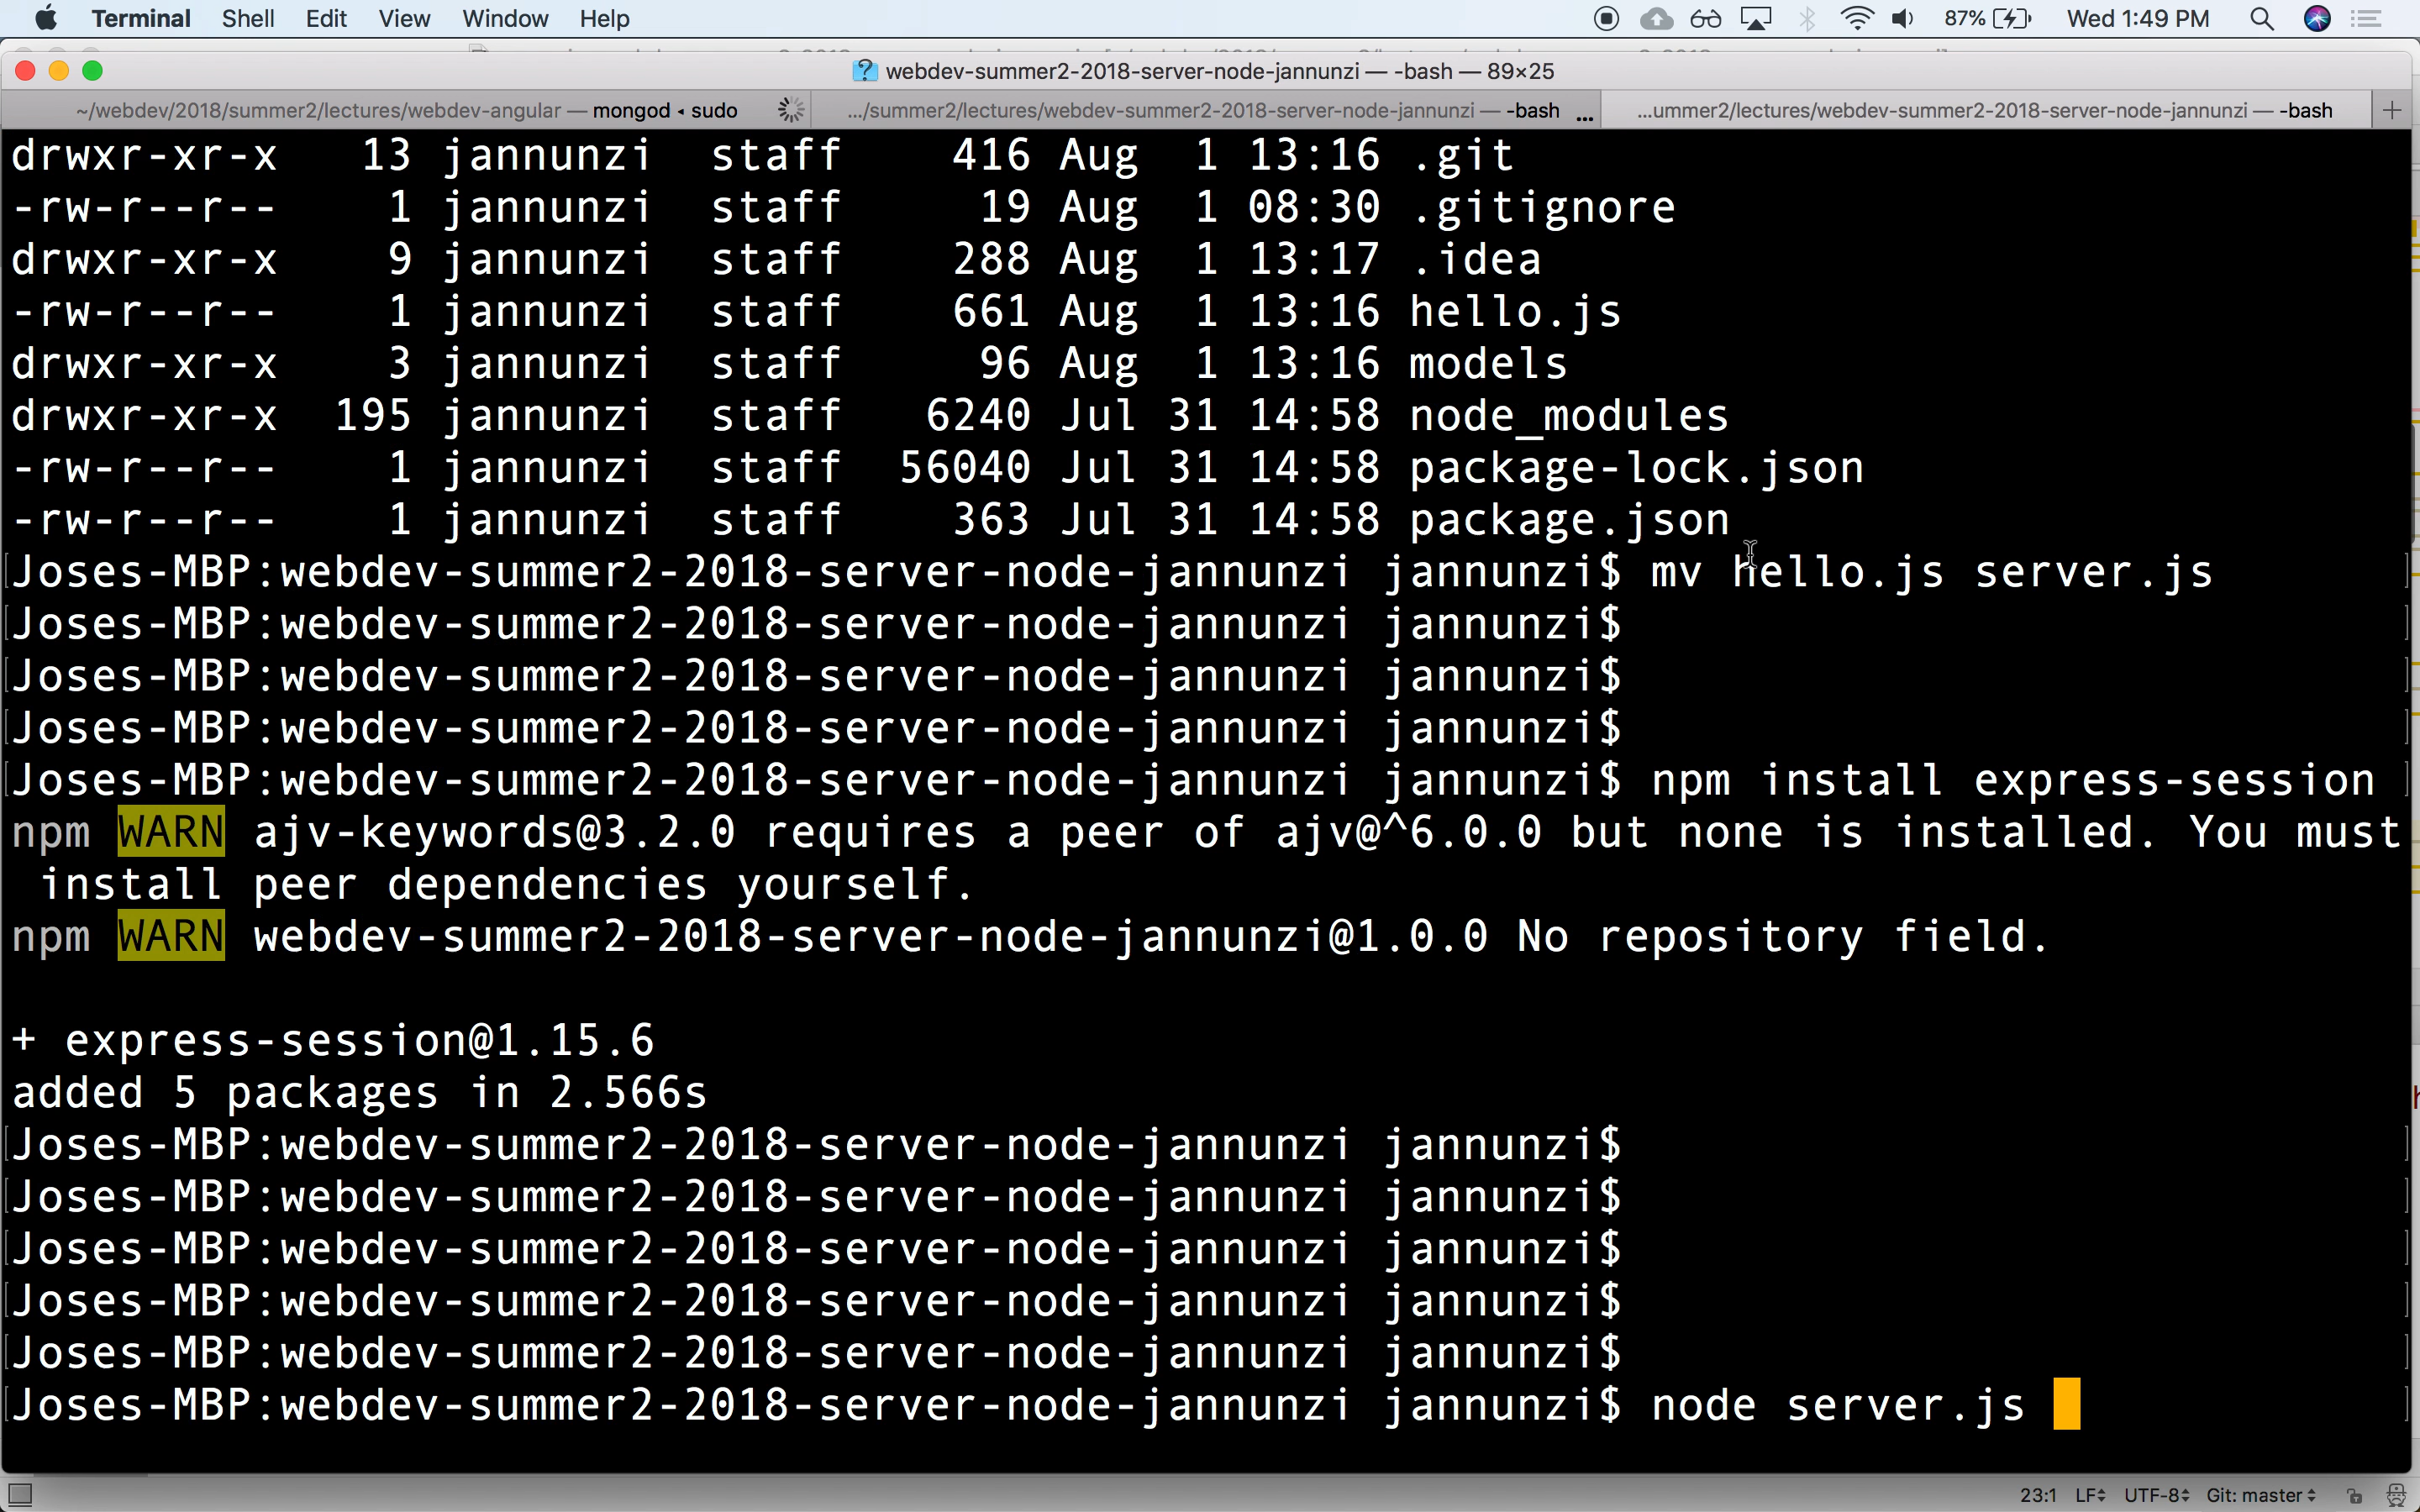 Terminal Shell Edit View Window Help 87% Wed 1:49 PM
webdev-summer2-2018-server-node-jannunzi — -bash — 89×25
~/webdev/2018/summer2/lectures/webdev-angular — mongod ◂ sudo .../summer2/lectures/webdev-summer2-2018-server-node-jannunzi — -bash ... ...ummer2/lectures/webdev-summer2-2018-server-node-jannunzi — -bash +
drwxr-xr-x 13 jannunzi staff 416 Aug 1 13:16 .git
-rw-r--r-- 1 jannunzi staff 19 Aug 1 08:30 .gitignore
drwxr-xr-x 9 jannunzi staff 288 Aug 1 13:17 .idea
-rw-r--r-- 1 jannunzi staff 661 Aug 1 13:16 hello.js
drwxr-xr-x 3 jannunzi staff 96 Aug 1 13:16 models
drwxr-xr-x 195 jannunzi staff 6240 Jul 31 14:58 node_modules
-rw-r--r-- 1 jannunzi staff 56040 Jul 31 14:58 package-lock.json
-rw-r--r-- 1 jannunzi staff 363 Jul 31 14:58 package.json
[Joses-MBP:webdev-summer2-2018-server-node-jannunzi jannunzi$ mv hello.js server.js ]
[Joses-MBP:webdev-summer2-2018-server-node-jannunzi jannunzi$ ]
[Joses-MBP:webdev-summer2-2018-server-node-jannunzi jannunzi$ ]
[Joses-MBP:webdev-summer2-2018-server-node-jannunzi jannunzi$ ]
[Joses-MBP:webdev-summer2-2018-server-node-jannunzi jannunzi$ npm install express-session ]
npm WARN ajv-keywords@3.2.0 requires a peer of ajv@^6.0.0 but none is installed. You must
install peer dependencies yourself.
npm WARN webdev-summer2-2018-server-node-jannunzi@1.0.0 No repository field.
+ express-session@1.15.6
added 5 packages in 2.566s
[Joses-MBP:webdev-summer2-2018-server-node-jannunzi jannunzi$ ]
[Joses-MBP:webdev-summer2-2018-server-node-jannunzi jannunzi$ ]
[Joses-MBP:webdev-summer2-2018-server-node-jannunzi jannunzi$ ]
[Joses-MBP:webdev-summer2-2018-server-node-jannunzi jannunzi$ ]
[Joses-MBP:webdev-summer2-2018-server-node-jannunzi jannunzi$ ]
[Joses-MBP:webdev-summer2-2018-server-node-jannunzi jannunzi$ node server.js ]
23:1 LF UTF-8 Git: master